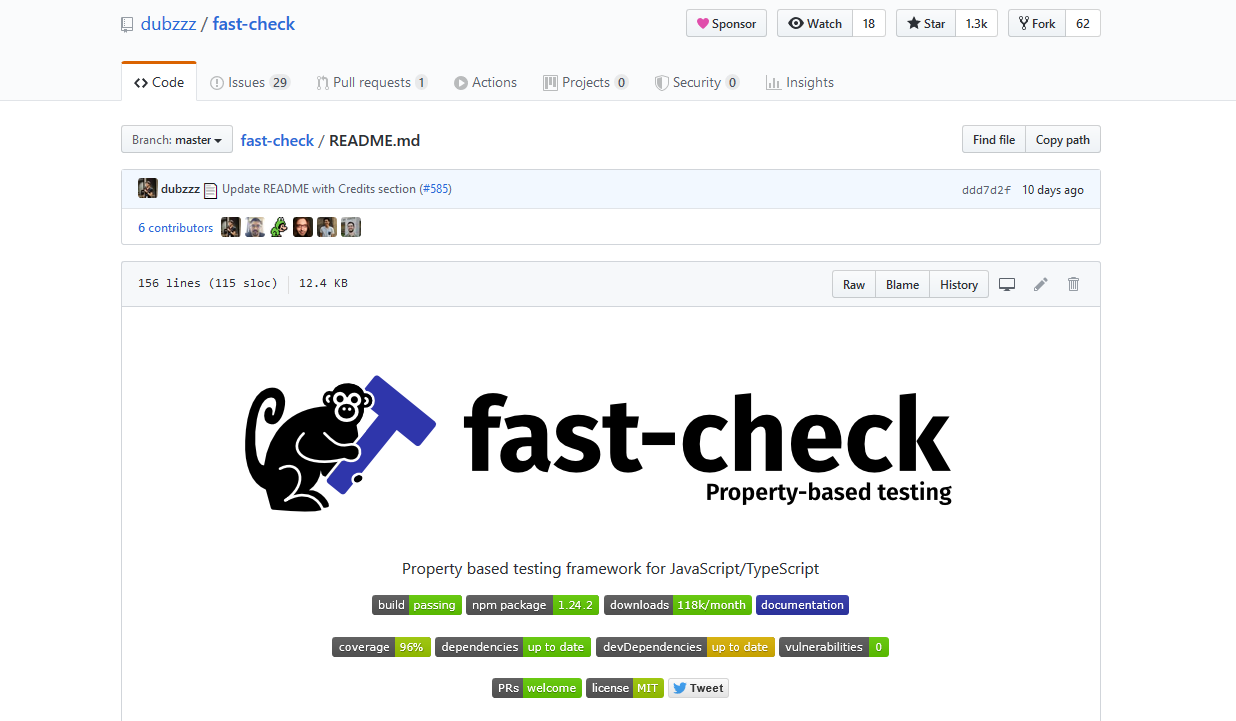 dubzzz / fast-check
Sponsor Watch 18 Star 1.3k Fork 62
Code Issues 29 Pull requests 1 Actions Projects 0 Security 0 Insights
Branch: master fast-check / README.md Find file Copy path
dubzzz Update README with Credits section (#585) ddd7d2f 10 days ago
6 contributors
156 lines (115 sloc) 12.4 KB Raw Blame History
fast-check
Property-based testing
Property based testing framework for JavaScript/TypeScript
build passing npm package 1.24.2 downloads 118k/month documentation
coverage 96% dependencies up to date devDependencies up to date vulnerabilities 0
PRs welcome license MIT Tweet